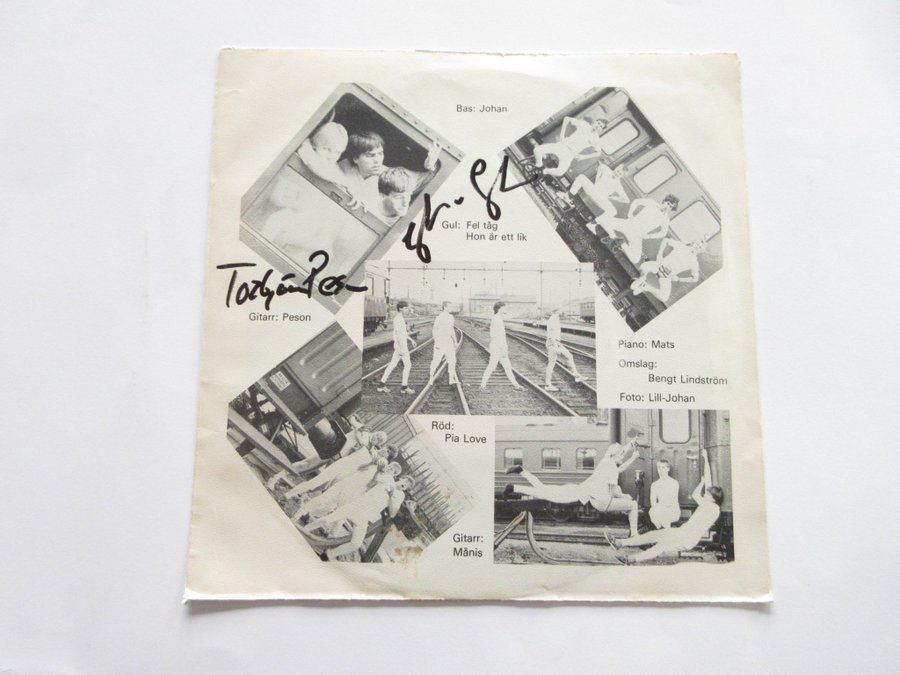 Bas: Johan
Gul: Fel tåg
Hon är ett lik
Gitarr: Peson
Piano: Mats
Omslag:
Bengt Lindström
Foto: Lill-Johan
Röd:
Pia Love
Gitarr:
Månis